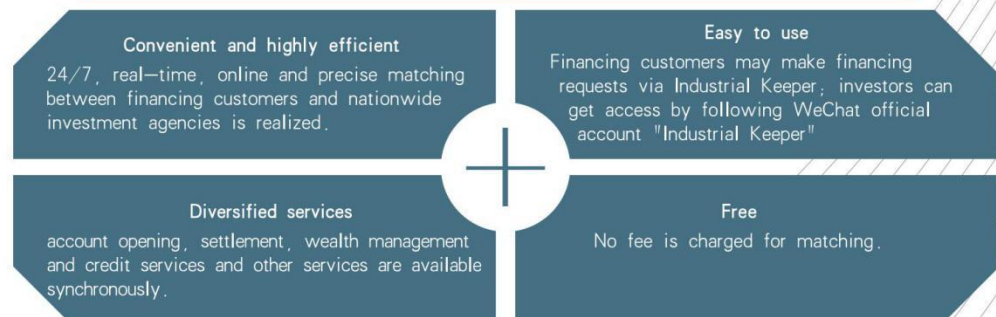 Convenient and highly efficient
24/7, real-time, online and precise matching
between financing customers and nationwide
investment agencies is realized.
Easy to use
Financing customers may make financing
requests via Industrial Keeper; investors can
get access by following WeChat official
account "Industrial Keeper"
Diversified services
account opening, settlement, wealth management
and credit services and other services are available
synchronously.
Free
No fee is charged for matching.